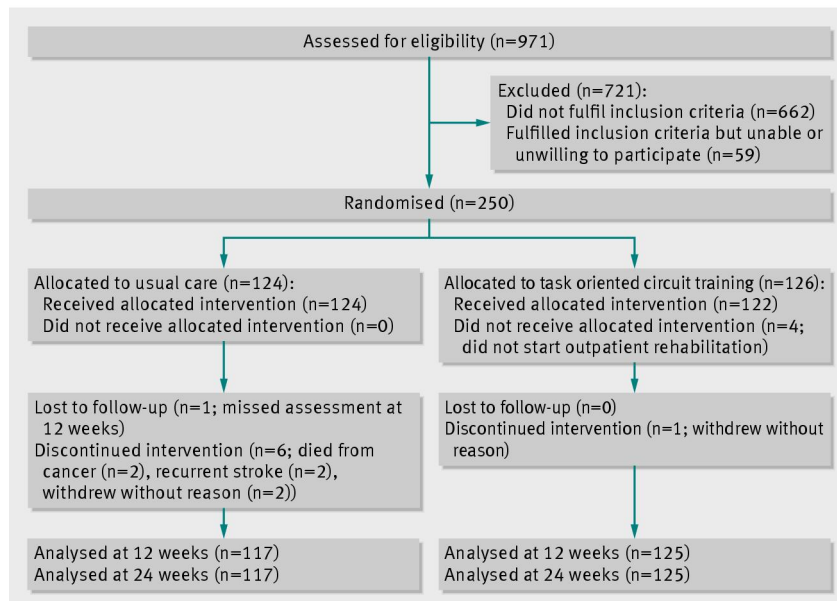 Assessed for eligibility (n=971)
Excluded (n=721):
Did not fulfil inclusion criteria (n=662)
Fulfilled inclusion criteria but unable or
unwilling to participate (n=59)
Randomised (n=250)
Allocated to usual care (n=124):
Received allocated intervention (n=124)
Did not receive allocated intervention (n=0)
Allocated to task oriented circuit training (n=126):
Received allocated intervention (n=122)
Did not receive allocated intervention (n=4;
did not start outpatient rehabilitation)
Lost to follow-up (n=1; missed assessment at
12 weeks)
Discontinued intervention (n=6; died from
cancer (n=2), recurrent stroke (n=2),
withdrew without reason (n=2))
Lost to follow-up (n=0)
Discontinued intervention (n=1; withdrew without
reason)
Analysed at 12 weeks (n=117)
Analysed at 24 weeks (n=117)
Analysed at 12 weeks (n=125)
Analysed at 24 weeks (n=125)